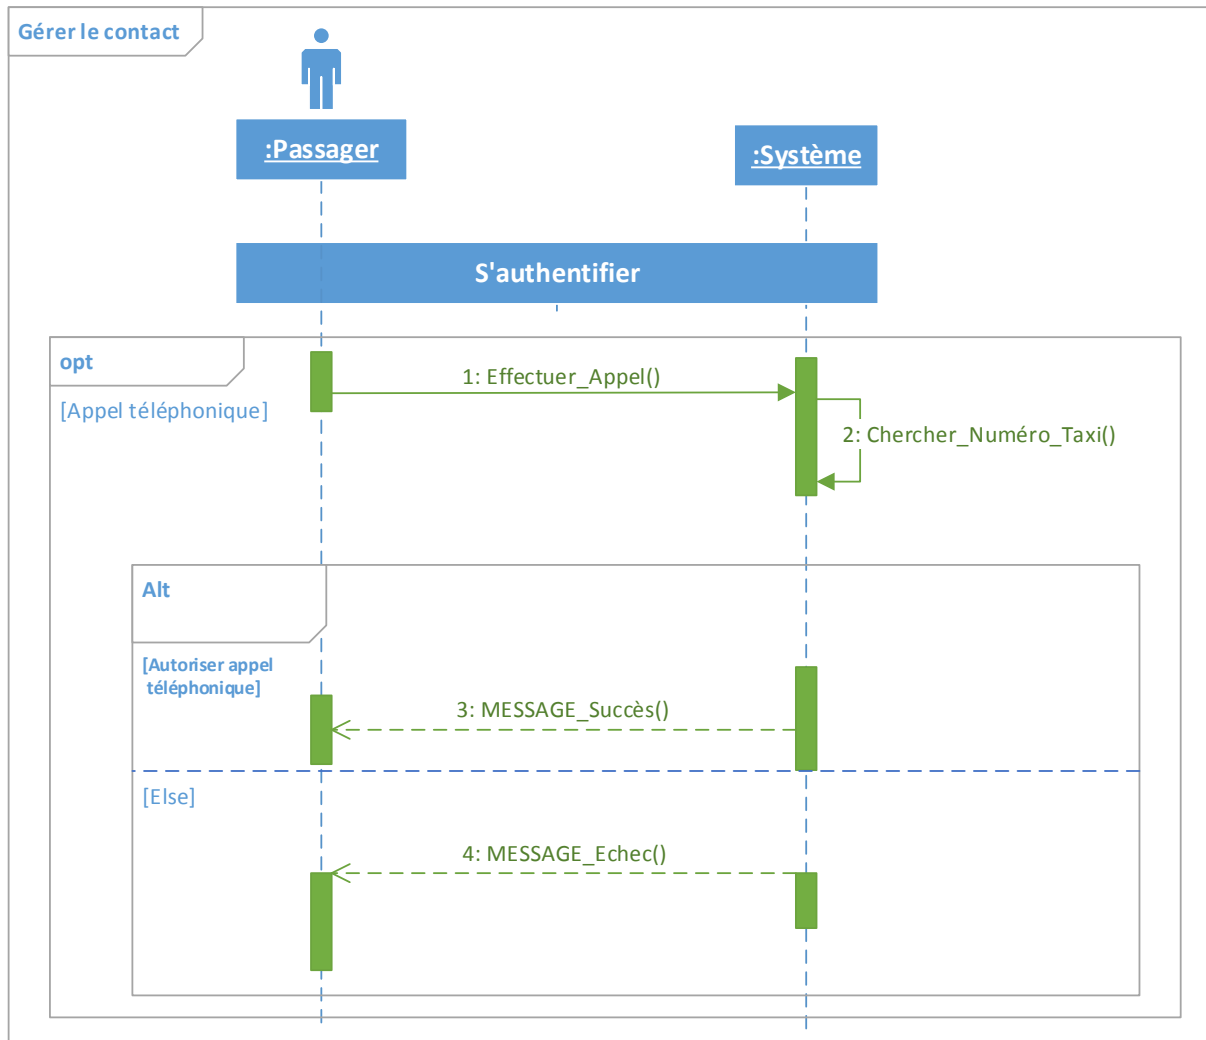 Gérer le contact
:Passager
:Système
S'authentifier
opt
[Appel téléphonique]
1: Effectuer_Appel()
2: Chercher_Numéro_Taxi()
Alt
[Autoriser appel
téléphonique]
3: MESSAGE_Succès()
[Else]
4: MESSAGE_Echec()